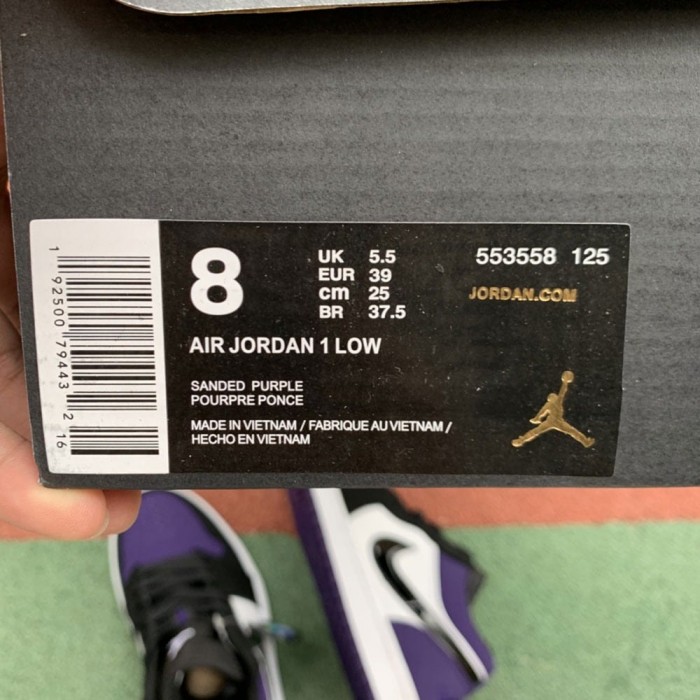 8
UK 5.5
EUR 39
cm 25
BR 37.5
553558 125
JORDAN.COM
AIR JORDAN 1 LOW
SANDED PURPLE
POURPRE PONCE
MADE IN VIETNAM / FABRIQUE AU VIETNAM /
HECHO EN VIETNAM
1 92500 79443 2 16